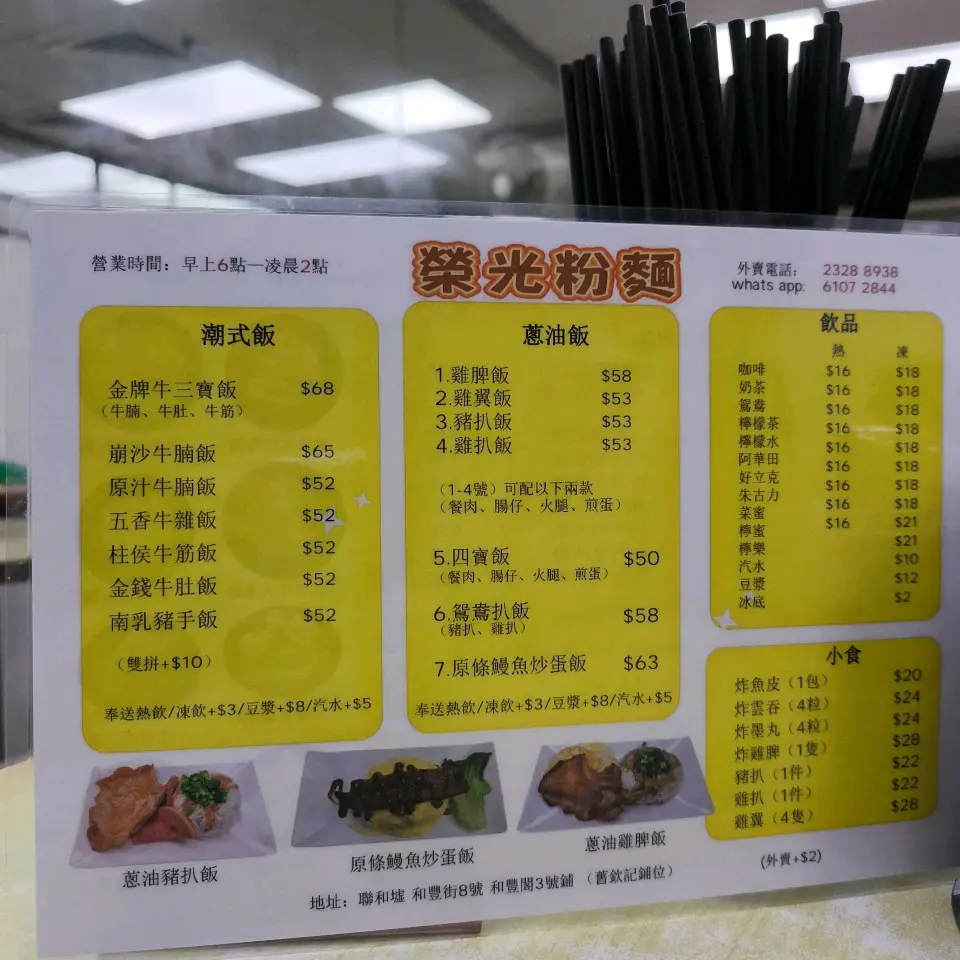 營業時間：早上6點—凌晨2點
榮光粉麵
外賣電話： 2328 8938
whats app: 6107 2844
潮式飯
金牌牛三寶飯 $68
（牛腩、牛肚、牛筋）
崩沙牛腩飯 $65
原汁牛腩飯 $52
五香牛雜飯 $52
柱侯牛筋飯 $52
金錢牛肚飯 $52
南乳豬手飯 $52
（雙拼+$10）
奉送熱飲/凍飲+$3/豆漿+$8/汽水+$5
蔥油飯
1.雞髀飯 $58
2.雞翼飯 $53
3.豬扒飯 $53
4.雞扒飯 $53
（1-4號）可配以下兩款
（餐肉、腸仔、火腿、煎蛋）
5.四寶飯 $50
（餐肉、腸仔、火腿、煎蛋）
6.鴛鴦扒飯 $58
（豬扒、雞扒）
7.原條鰻魚炒蛋飯 $63
奉送熱飲/凍飲+$3/豆漿+$8/汽水+$5
飲品
熱 凍
咖啡 $16 $18
奶茶 $16 $18
鴛鴦 $16 $18
檸檬茶 $16 $18
檸檬水 $16 $18
阿華田 $16 $18
好立克 $16 $18
朱古力 $16 $18
菜蜜 $16 $21
檸蜜 $21
檸樂 $10
汽水 $12
豆漿 $2
冰底
小食
炸魚皮（1包） $20
炸雲吞（4粒） $24
炸墨丸（4粒） $24
炸雞髀（1隻） $28
豬扒（1件） $22
雞扒（1件） $22
雞翼（4隻） $28
(外賣+$2)
蔥油豬扒飯
原條鰻魚炒蛋飯
蔥油雞髀飯
地址：聯和墟 和豐街8號 和豐閣3號鋪 （舊欽記鋪位）